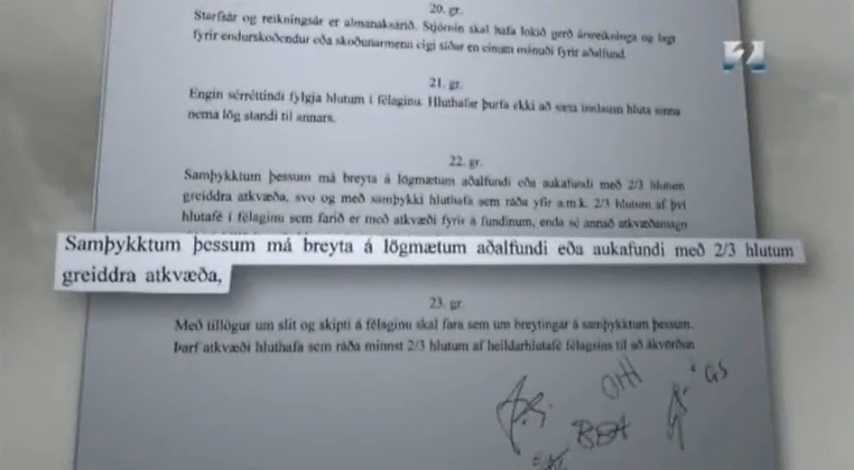 20. gr.
Starfsár og reikningsár er almanaksárið. Stjórnin skal hafa lokið gerð ársreikninga og lagt
fyrir endurskoðendur eða skoðunarmenn eigi síður en einum mánuði fyrir aðalfund.
21. gr.
Engin sérréttindi fylgja hlutum í félaginu. Hluthafar þurfa ekki að sæta innlausn hluta sinna
nema lög standi til annars.
22. gr.
Samþykktum þessum má breyta á lögmætum aðalfundi eða aukafundi með 2/3 hlutum
greiddra atkvæða, svo og með samþykki hluthafa sem ráða yfir a.m.k. 2/3 hlutum af því
hlutafé í félaginu sem farið er með atkvæði fyrir á fundinum, enda sé annað atkvæðamagn
Samþykktum þessum má breyta á lögmætum aðalfundi eða aukafundi með 2/3 hlutum
greiddra atkvæða,
23. gr.
Með tillögur um slit og skipti á félaginu skal fara sem um breytingar á samþykktum þessum.
Þarf atkvæði hluthafa sem ráða minnst 2/3 hlutum af heildarhlutafé félagsins til að ákvörðun
OHH
GS
BEA
2